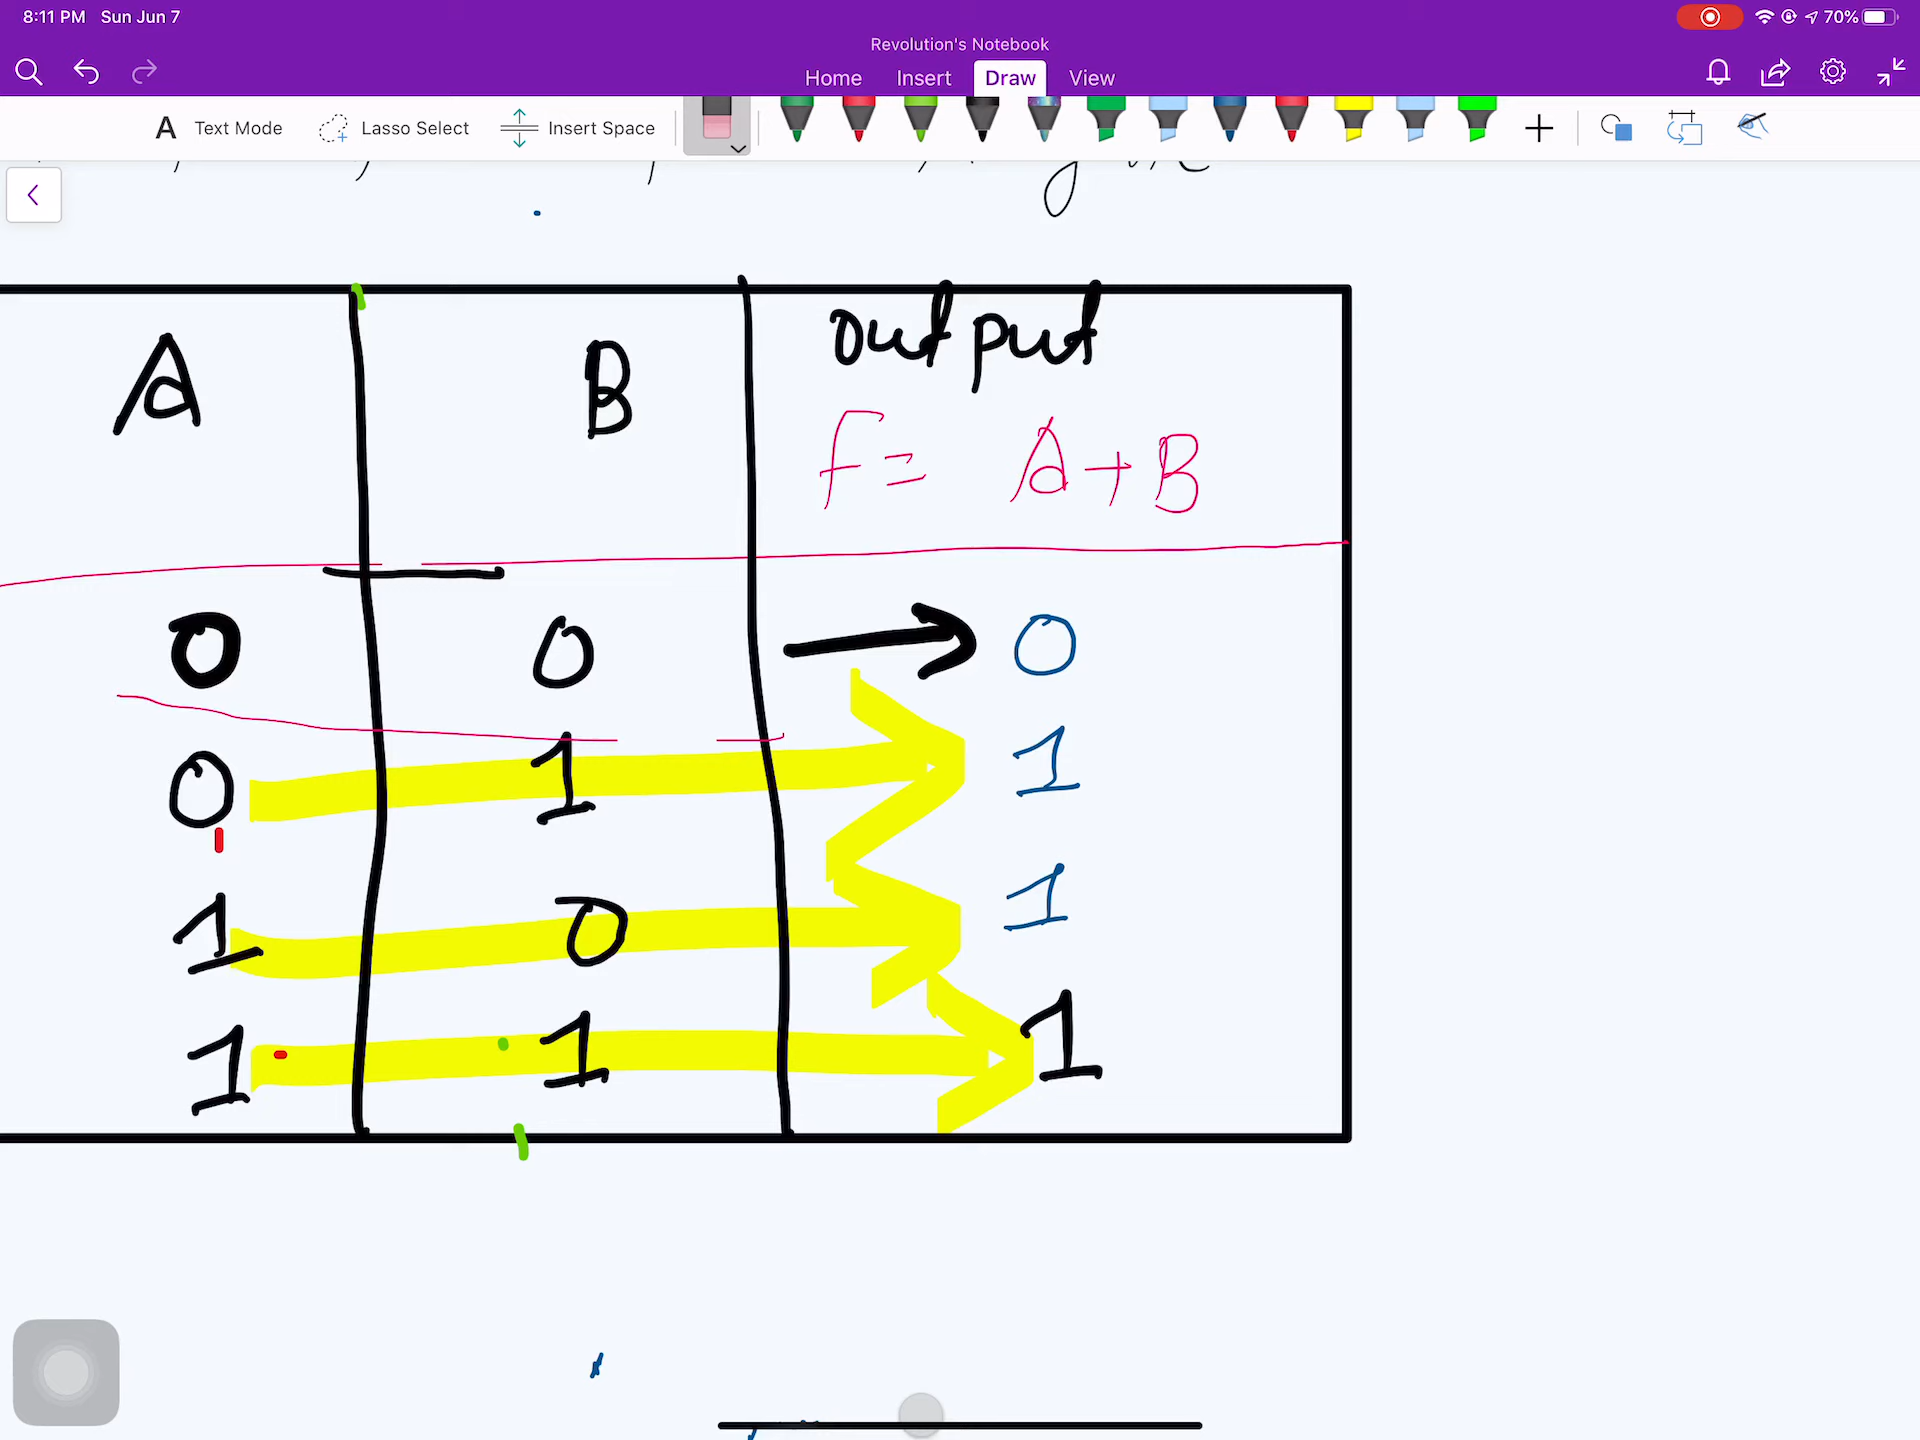 8:11 PM Sun Jun 7
70%
Revolution's Notebook
Home Insert Draw View
A Text Mode Lasso Select Insert Space
A B output
F = A+B
0 0 0
0 1 1
1 0 1
1 1 1